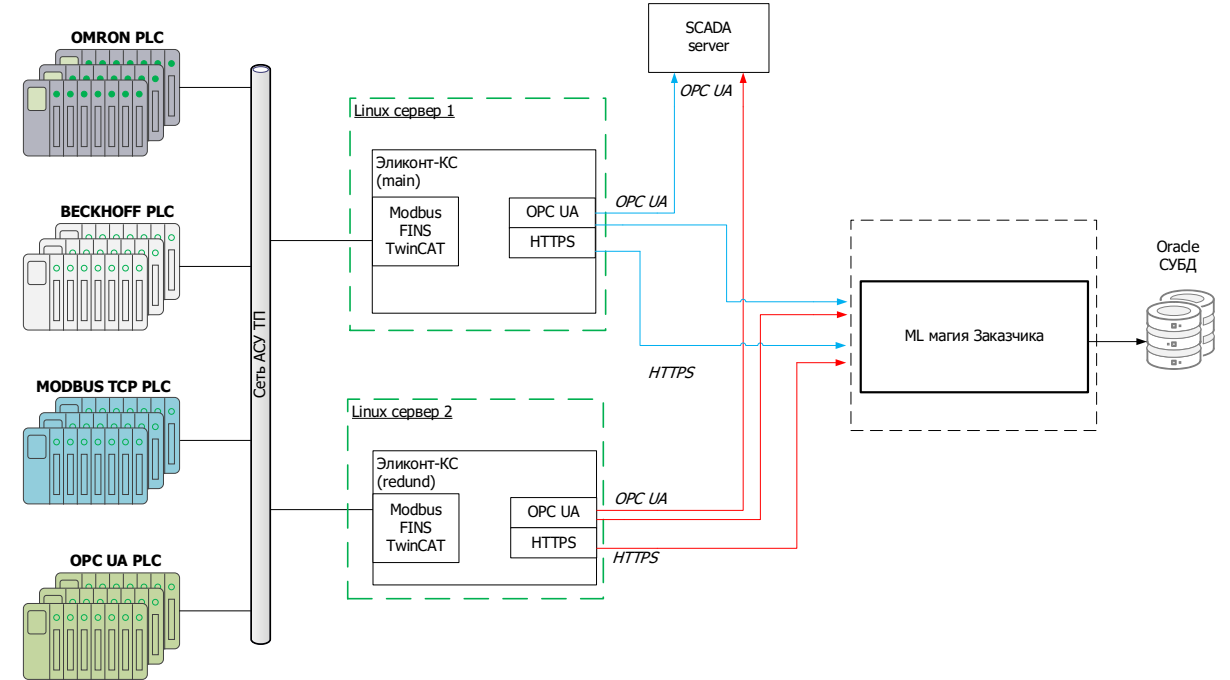 OMRON PLC
BECKHOFF PLC
MODBUS TCP PLC
OPC UA PLC
Сеть АСУ ТП
Linux сервер 1
Эликонт-КС
(main)
Modbus
FINS
TwinCAT
OPC UA
HTTPS
OPC UA
HTTPS
Linux сервер 2
Эликонт-КС
(redund)
Modbus
FINS
TwinCAT
OPC UA
HTTPS
OPC UA
HTTPS
SCADA
server
OPC UA
ML магия Заказчика
Oracle
СУБД